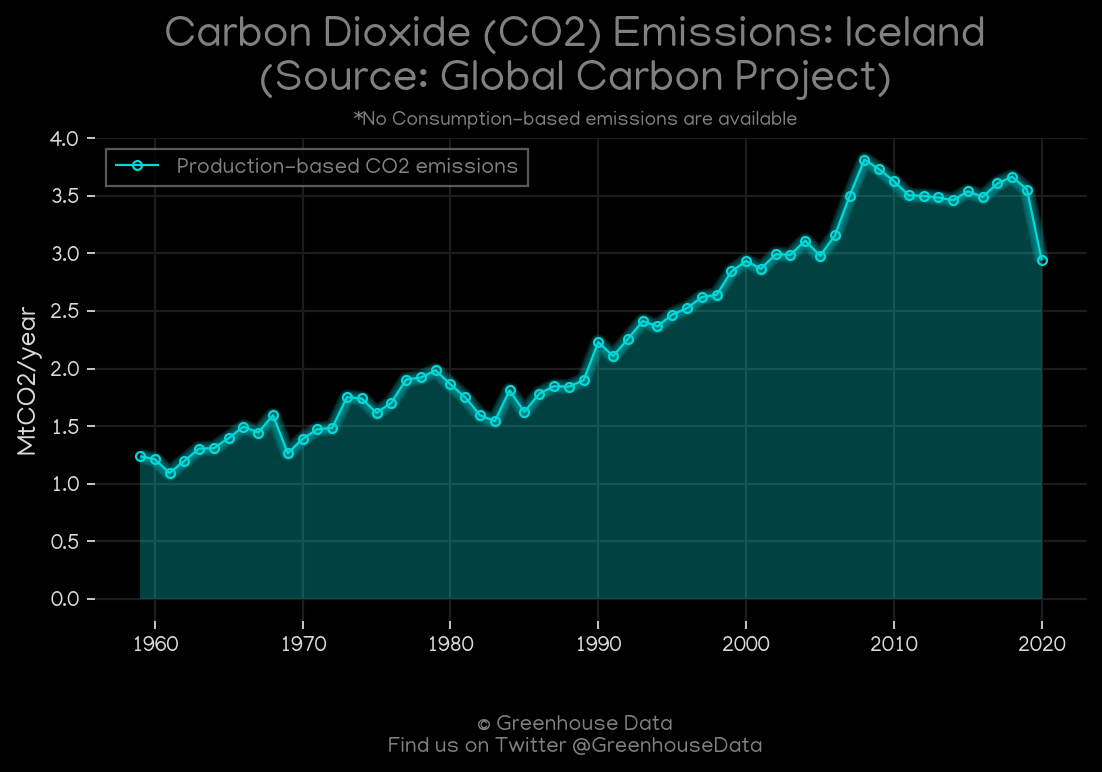 Carbon Dioxide (CO2) Emissions: Iceland
(Source: Global Carbon Project)
*No Consumption-based emissions are available
Production-based CO2 emissions
MtCO2/year
4.0
3.5
3.0
2.5
2.0
1.5
1.0
0.5
0.0
1960 1970 1980 1990 2000 2010 2020
© Greenhouse Data
Find us on Twitter @GreenhouseData